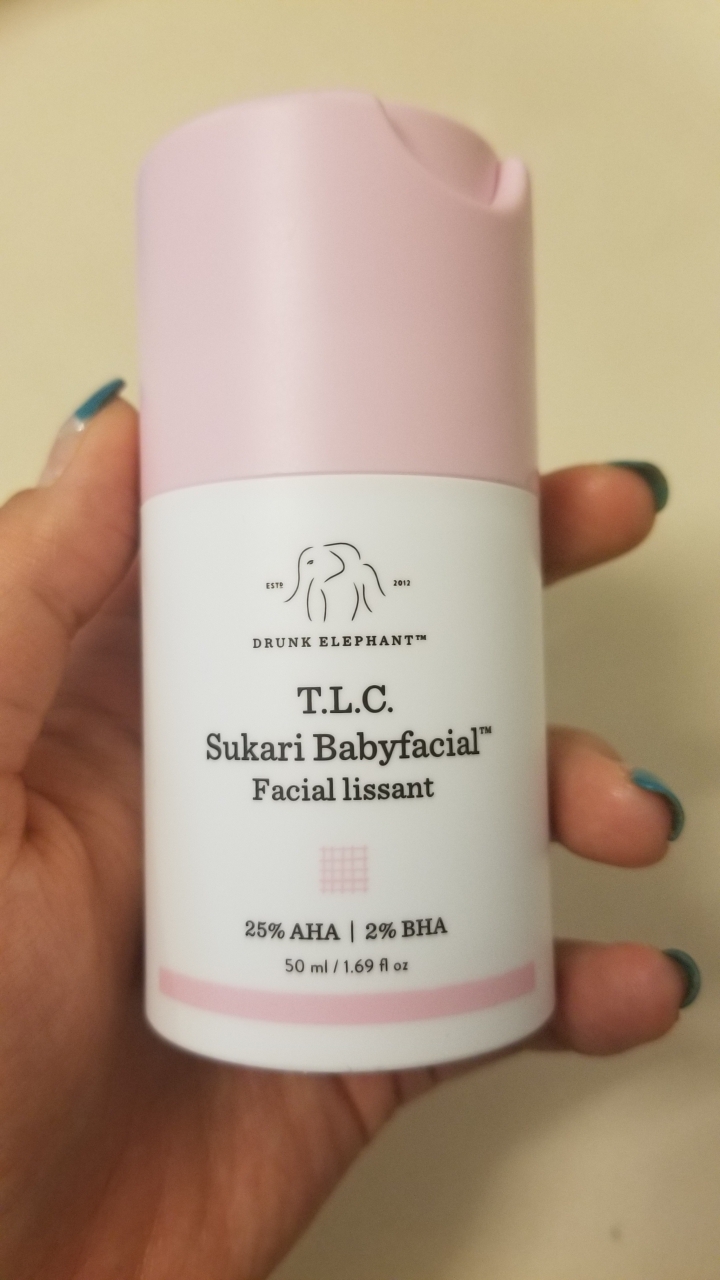 ESTD 2012
DRUNK ELEPHANT™
T.L.C.
Sukari Babyfacial™
Facial lissant
25% AHA | 2% BHA
50 ml / 1.69 fl oz